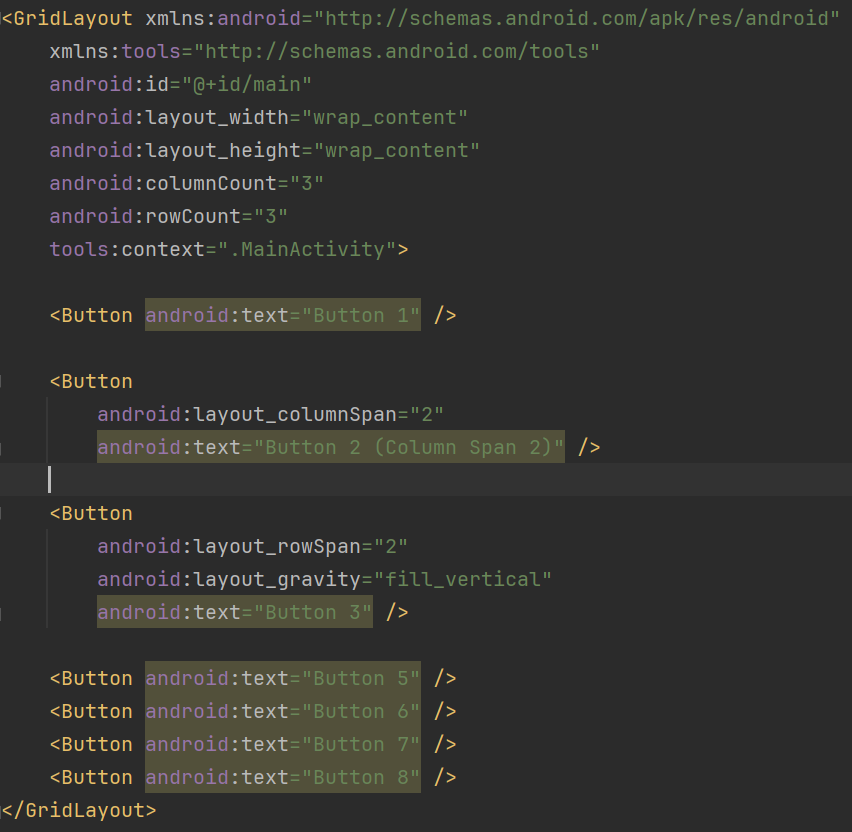 <GridLayout xmlns:android="http://schemas.android.com/apk/res/android"
    xmlns:tools="http://schemas.android.com/tools"
    android:id="@+id/main"
    android:layout_width="wrap_content"
    android:layout_height="wrap_content"
    android:columnCount="3"
    android:rowCount="3"
    tools:context=".MainActivity">
    <Button android:text="Button 1" />
    <Button
        android:layout_columnSpan="2"
        android:text="Button 2 (Column Span 2)" />
    <Button
        android:layout_rowSpan="2"
        android:layout_gravity="fill_vertical"
        android:text="Button 3" />
    <Button android:text="Button 5" />
    <Button android:text="Button 6" />
    <Button android:text="Button 7" />
    <Button android:text="Button 8" />
</GridLayout>